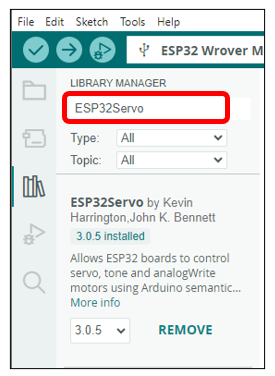 File Edit Sketch Tools Help
ESP32 Wrover M
LIBRARY MANAGER
ESP32Servo
Type: All
Topic: All
ESP32Servo by Kevin
Harrington,John K. Bennett
3.0.5 installed
Allows ESP32 boards to control
servo, tone and analogWrite
motors using Arduino semantic...
More info
3.0.5 REMOVE